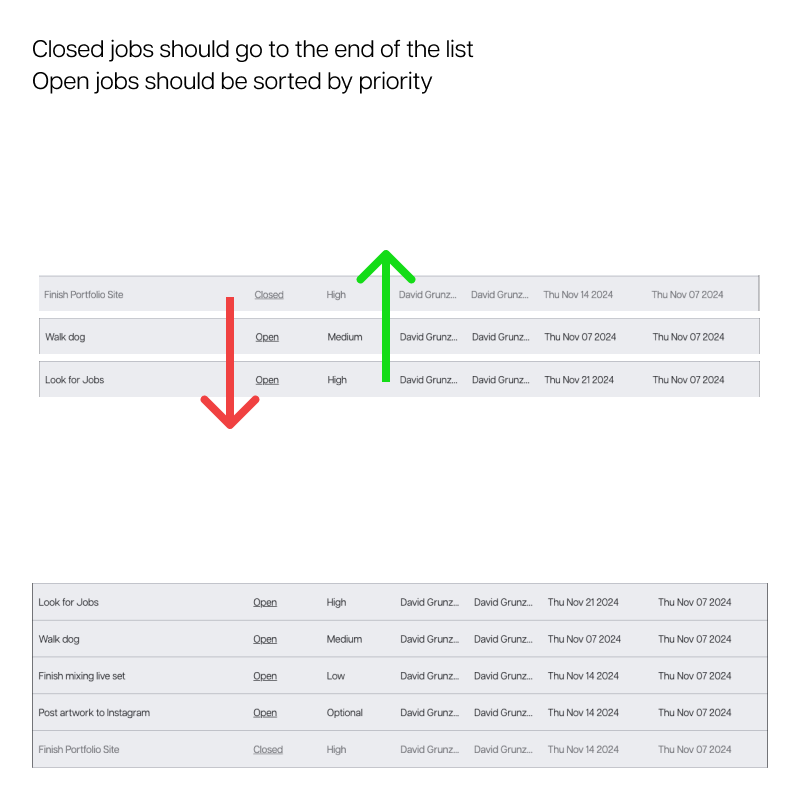 Closed jobs should go to the end of the list
Open jobs should be sorted by priority
Finish Portfolio Site Closed High David Grunz... David Grunz... Thu Nov 14 2024 Thu Nov 07 2024
Walk dog Open Medium David Grunz... David Grunz... Thu Nov 07 2024 Thu Nov 07 2024
Look for Jobs Open High David Grunz... David Grunz... Thu Nov 21 2024 Thu Nov 07 2024
Look for Jobs Open High David Grunz... David Grunz... Thu Nov 21 2024 Thu Nov 07 2024
Walk dog Open Medium David Grunz... David Grunz... Thu Nov 07 2024 Thu Nov 07 2024
Finish mixing live set Open Low David Grunz... David Grunz... Thu Nov 14 2024 Thu Nov 07 2024
Post artwork to Instagram Open Optional David Grunz... David Grunz... Thu Nov 14 2024 Thu Nov 07 2024
Finish Portfolio Site Closed High David Grunz... David Grunz... Thu Nov 14 2024 Thu Nov 07 2024